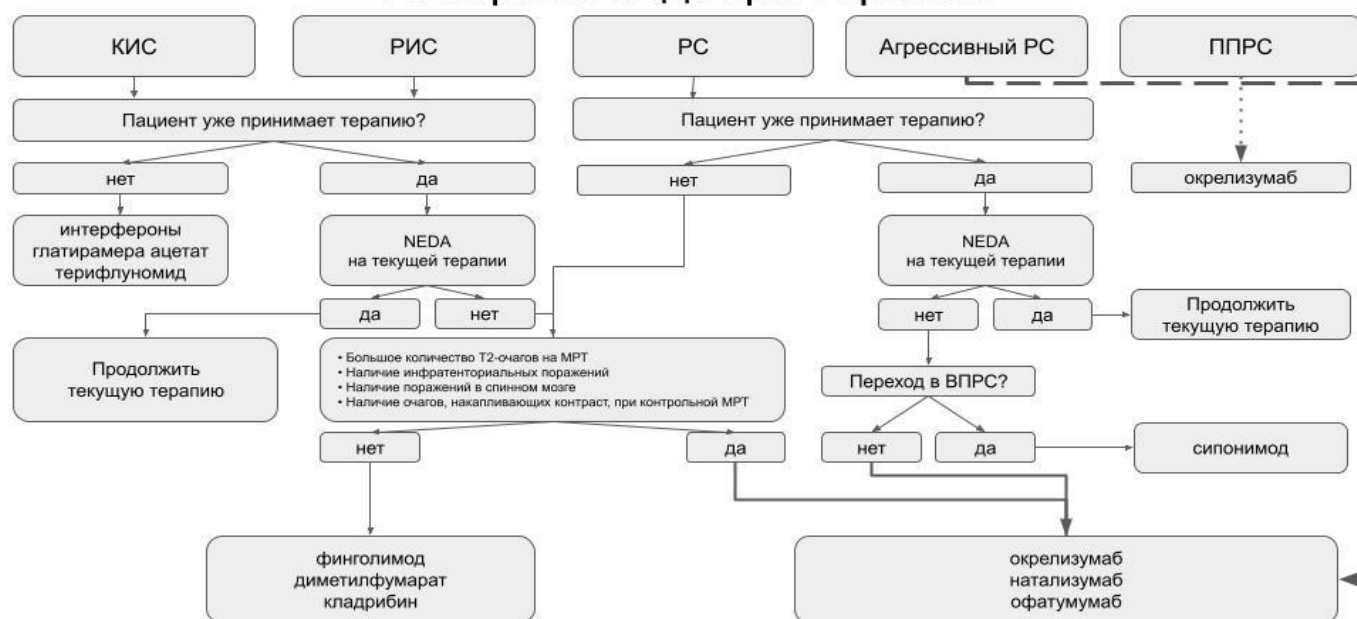 КИС
РИС
РС
Агрессивный РС
ППРС
Пациент уже принимает терапию?
Пациент уже принимает терапию?
нет
да
нет
да
окрелизумаб
интерфероны
глатирамера ацетат
терифлуномид
NEDA
на текущей терапии
NEDA
на текущей терапии
да
нет
нет
да
Продолжить
текущую терапию
Продолжить
текущую терапию
• Большое количество Т2-очагов на МРТ
• Наличие инфратенториальных поражений
• Наличие поражений в спинном мозге
• Наличие очагов, накапливающих контраст, при контрольной МРТ
Переход в ВПРС?
нет
да
нет
да
сипонимод
финголимод
диметилфумарат
кладрибин
окрелизумаб
натализумаб
офатумумаб